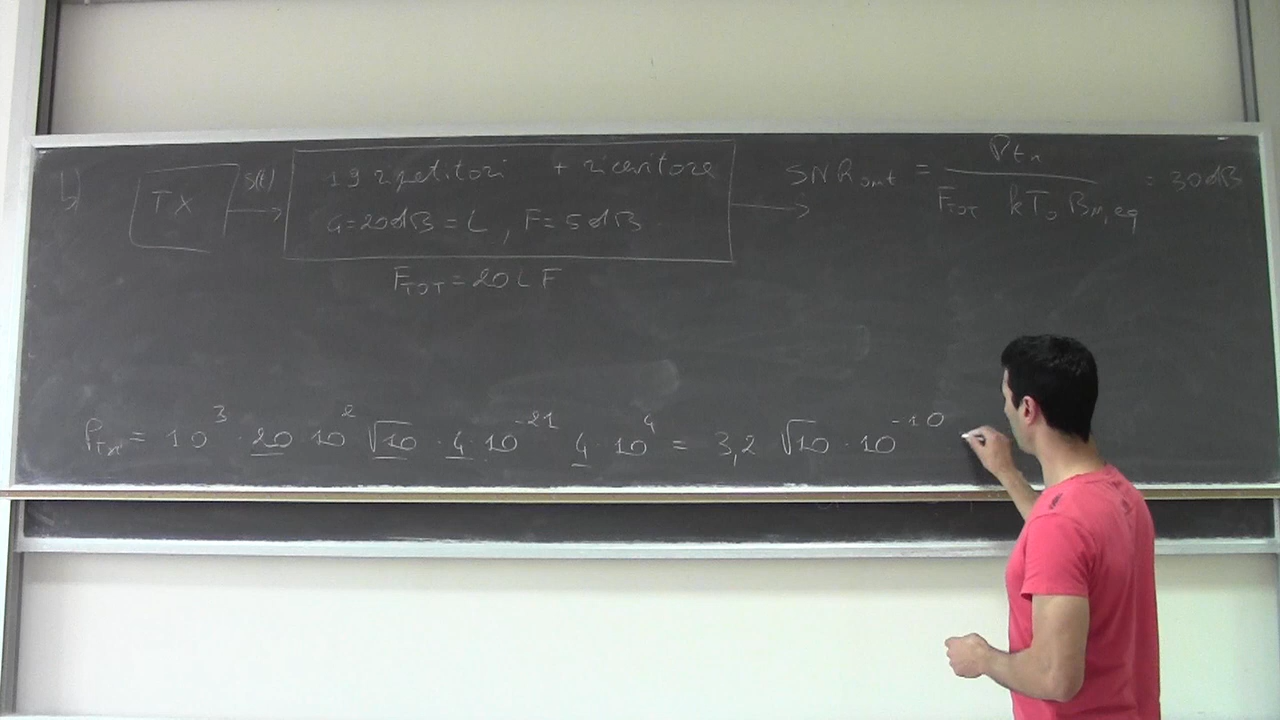 b)
TX
S(t)
19 ripetitori + ricevitore
G=20dB=L, F=5dB
F_TOT = 20LF
SNR_out = P_tx / (F_TOT kT_0 B_N,eq) = 30dB
P_tx = 10^3 · 20 · 10^2 √10 · 4 · 10^-21 4 · 10^4 = 3,2 √10 · 10^-10